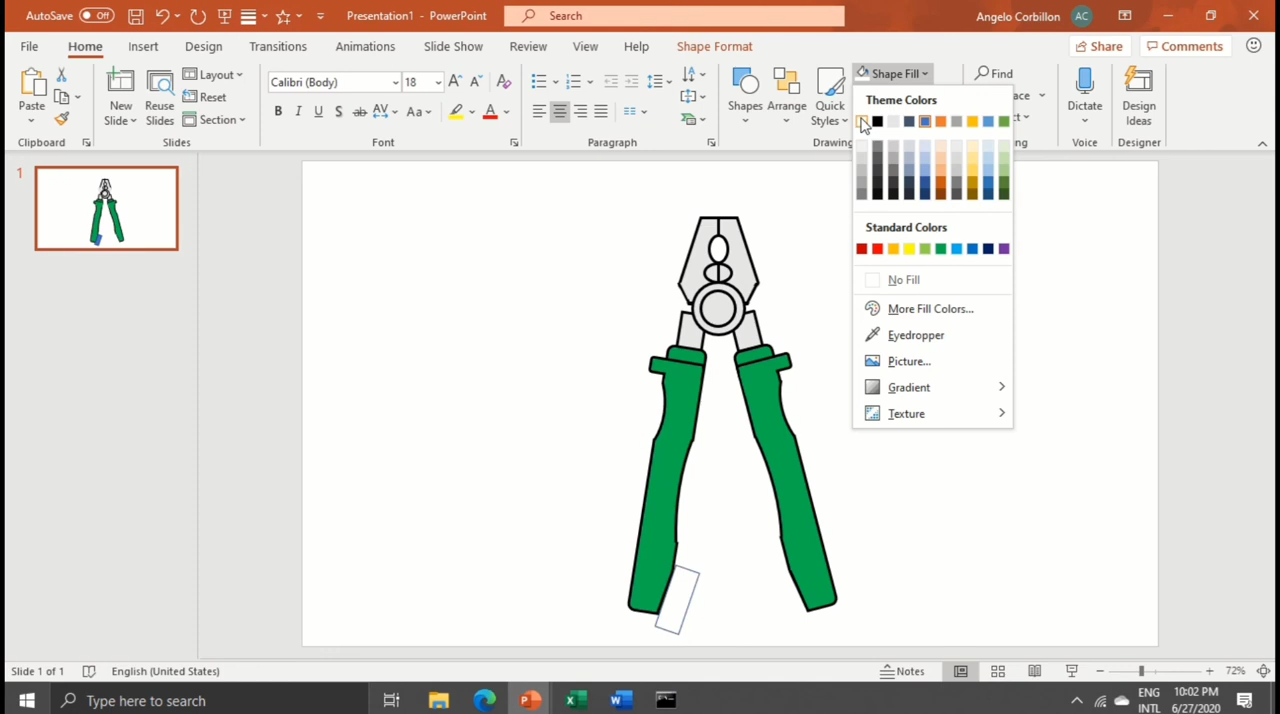 AutoSave Off
Presentation1 - PowerPoint
Search
Angelo Corbillon AC
File Home Insert Design Transitions Animations Slide Show Review View Help Shape Format
Share Comments
Paste
Clipboard
New Slide
Reuse Slides
Layout
Reset
Section
Slides
Calibri (Body) 18
B I U S AV Aa A
Font
Paragraph
Shapes
Arrange
Quick Styles
Drawing
Shape Fill
Find
Dictate
Voice
Design Ideas
Designer
Theme Colors
Standard Colors
No Fill
More Fill Colors...
Eyedropper
Picture...
Gradient
Texture
1
Slide 1 of 1 English (United States)
Notes
72%
Type here to search
ENG
INTL
10:02 PM
6/27/2020